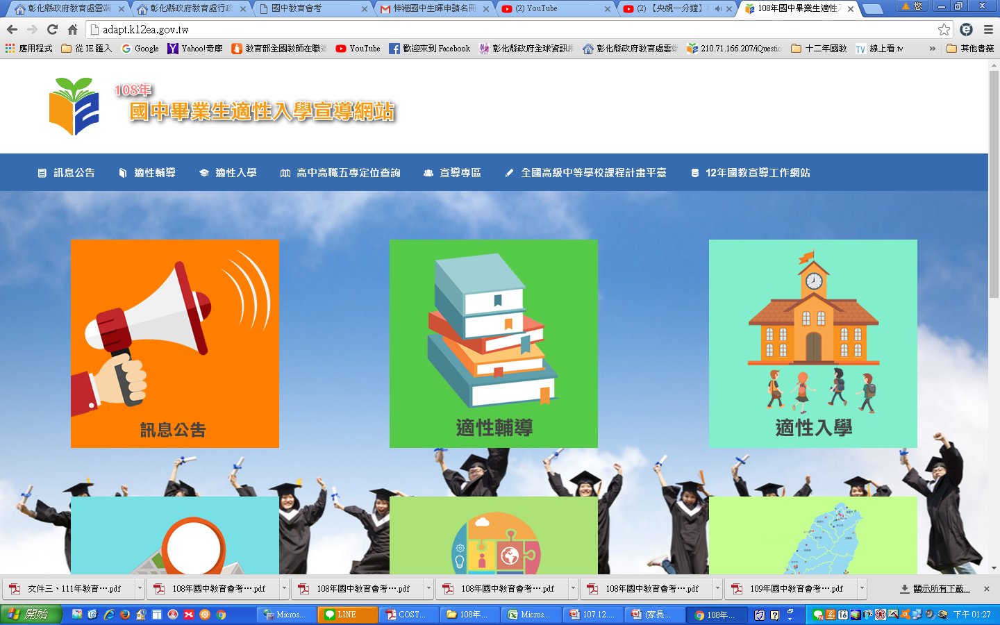 彰化縣政府教育處雲端
彰化縣政府教育處行政
國中教育會考
伸港國中生暉申請名冊
(2) YouTube
(2) 【央視一分鐘】
108年國中畢業生適性入
您
adapt.k12ea.gov.tw
應用程式
從 IE 匯入
Google
Yahoo!奇摩
教育部全國教師在職進
YouTube
歡迎來到 Facebook
彰化縣政府全球資訊網
彰化縣政府教育處雲端
210.71.166.207/iQuestio
十二年國教
線上看.tv
»
其他書籤
108年
國中畢業生適性入學宣導網站
訊息公告
適性輔導
適性入學
高中高職五專定位查詢
宣導專區
全國高級中等學校課程計畫平臺
12年國教宣導工作網站
訊息公告
適性輔導
適性入學
文件三、111年教育⋯.pdf
108年國中教育會考⋯.pdf
108年國中教育會考⋯.pdf
108年國中教育會考⋯.pdf
108年國中教育會考⋯.pdf
109年國中教育會考⋯.pdf
顯示所有下載...
開始
Micros...
LINE
COST...
108年...
Micros...
107.12....
(家長...
108年...
下午 01:27